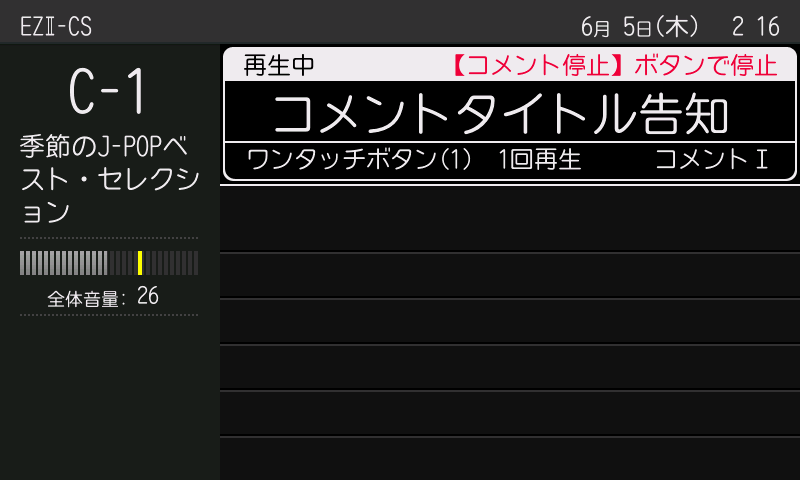 EZⅡ-CS
6月 5日(木) 2 16
C-1
季節のJ-POPベ
スト・セレクシ
ョン
全体音量: 26
再生中 【コメント停止】ボタンで停止
コメントタイトル告知
ワンタッチボタン(1) 1回再生 コメントⅠ